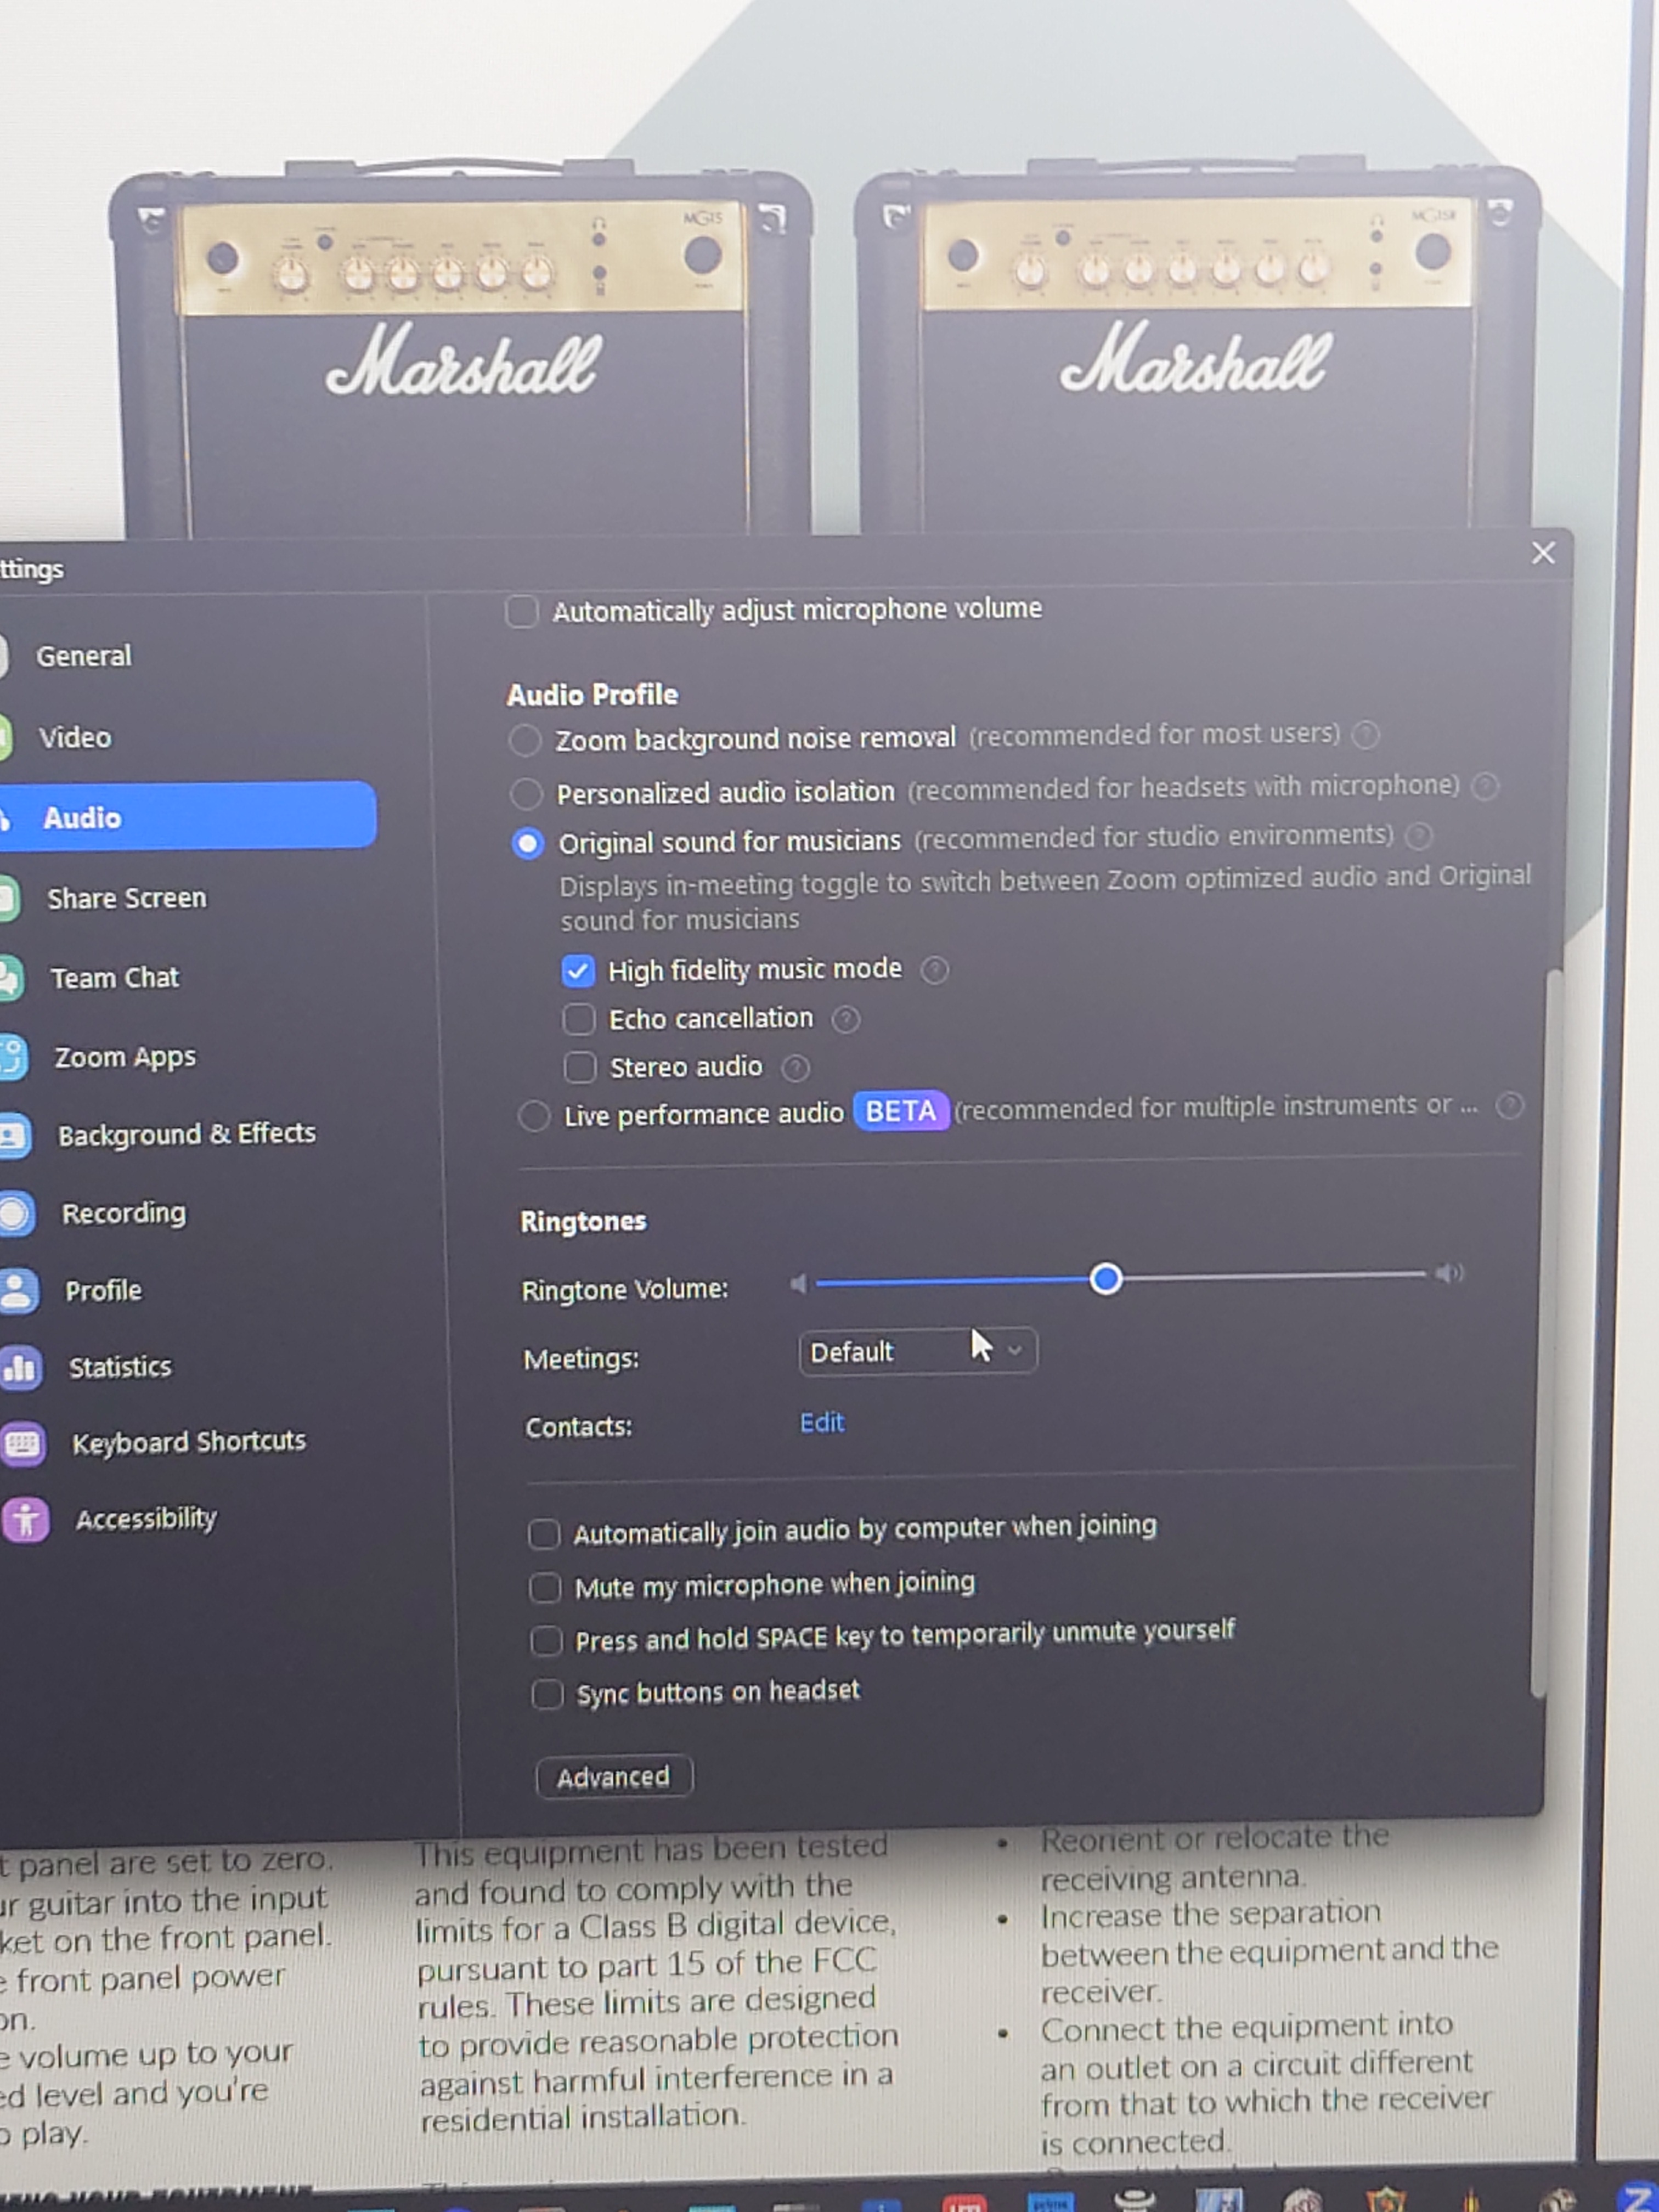 MG15
MG15R
Marshall
Marshall
ttings
General
Video
Audio
Share Screen
Team Chat
Zoom Apps
Background & Effects
Recording
Profile
Statistics
Keyboard Shortcuts
Accessibility
Automatically adjust microphone volume
Audio Profile
Zoom background noise removal (recommended for most users) ?
Personalized audio isolation (recommended for headsets with microphone) ?
Original sound for musicians (recommended for studio environments) ?
Displays in-meeting toggle to switch between Zoom optimized audio and Original
sound for musicians
High fidelity music mode ?
Echo cancellation ?
Stereo audio ?
Live performance audio BETA (recommended for multiple instruments or ... ?
Ringtones
Ringtone Volume:
Meetings: Default
Contacts: Edit
Automatically join audio by computer when joining
Mute my microphone when joining
Press and hold SPACE key to temporarily unmute yourself
Sync buttons on headset
Advanced
t panel are set to zero.
ur guitar into the input
ket on the front panel.
e front panel power
on.
e volume up to your
ed level and you're
o play.
This equipment has been tested
and found to comply with the
limits for a Class B digital device,
pursuant to part 15 of the FCC
rules. These limits are designed
to provide reasonable protection
against harmful interference in a
residential installation.
• Reorient or relocate the
receiving antenna.
• Increase the separation
between the equipment and the
receiver.
• Connect the equipment into
an outlet on a circuit different
from that to which the receiver
is connected.